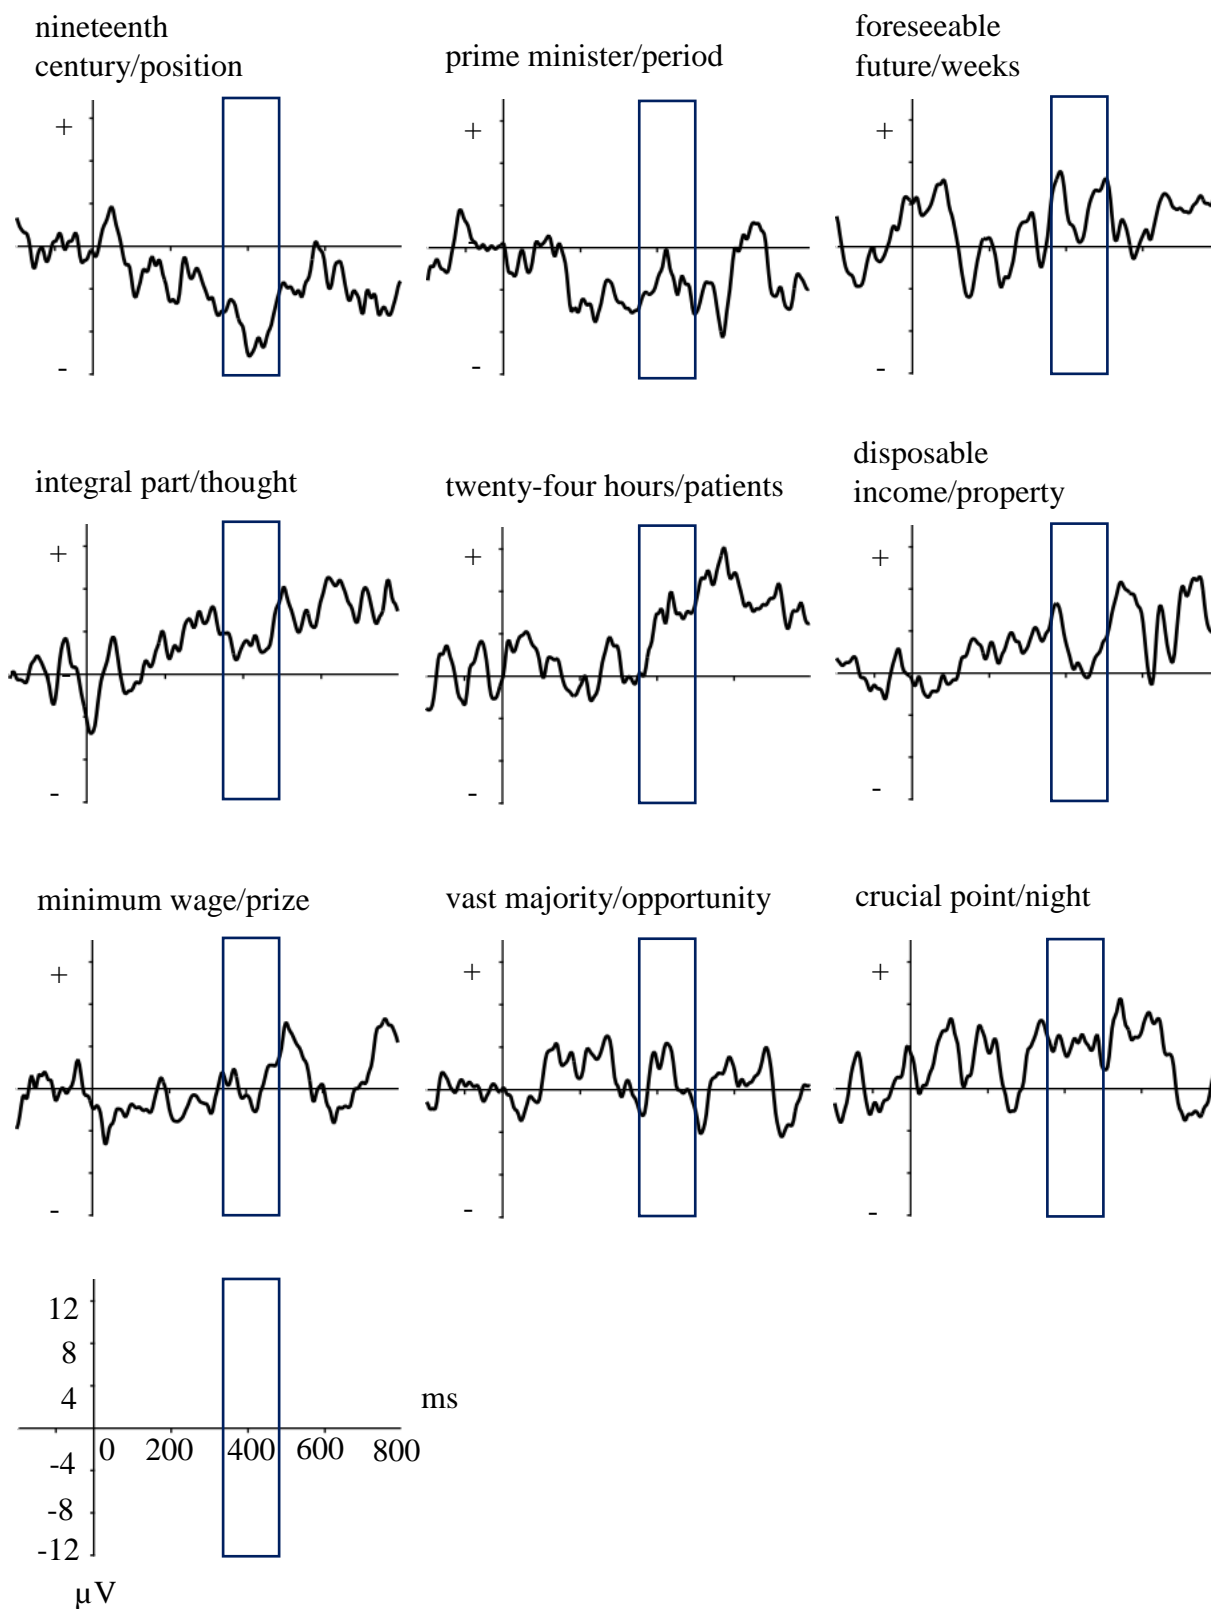 nineteenth
century/position
prime minister/period
foreseeable
future/weeks
+
+
+
-
-
-
integral part/thought
twenty-four hours/patients
disposable
income/property
+
+
+
-
-
-
minimum wage/prize
vast majority/opportunity
crucial point/night
+
+
+
-
-
-
12
8
4
ms
0 200 400 600 800
-4
-8
-12
µV